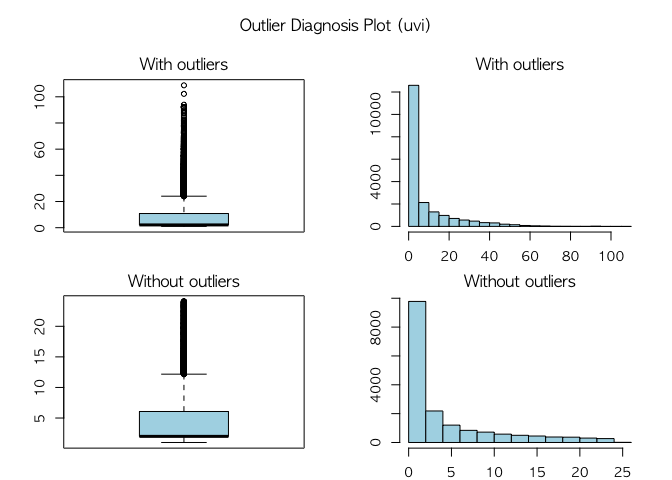 Outlier Diagnosis Plot (uvi)
With outliers
0 20 60 100
With outliers
0 4000 10000
0 20 40 60 80 100
Without outliers
5 10 15 20
Without outliers
0 4000 8000
0 5 10 15 20 25